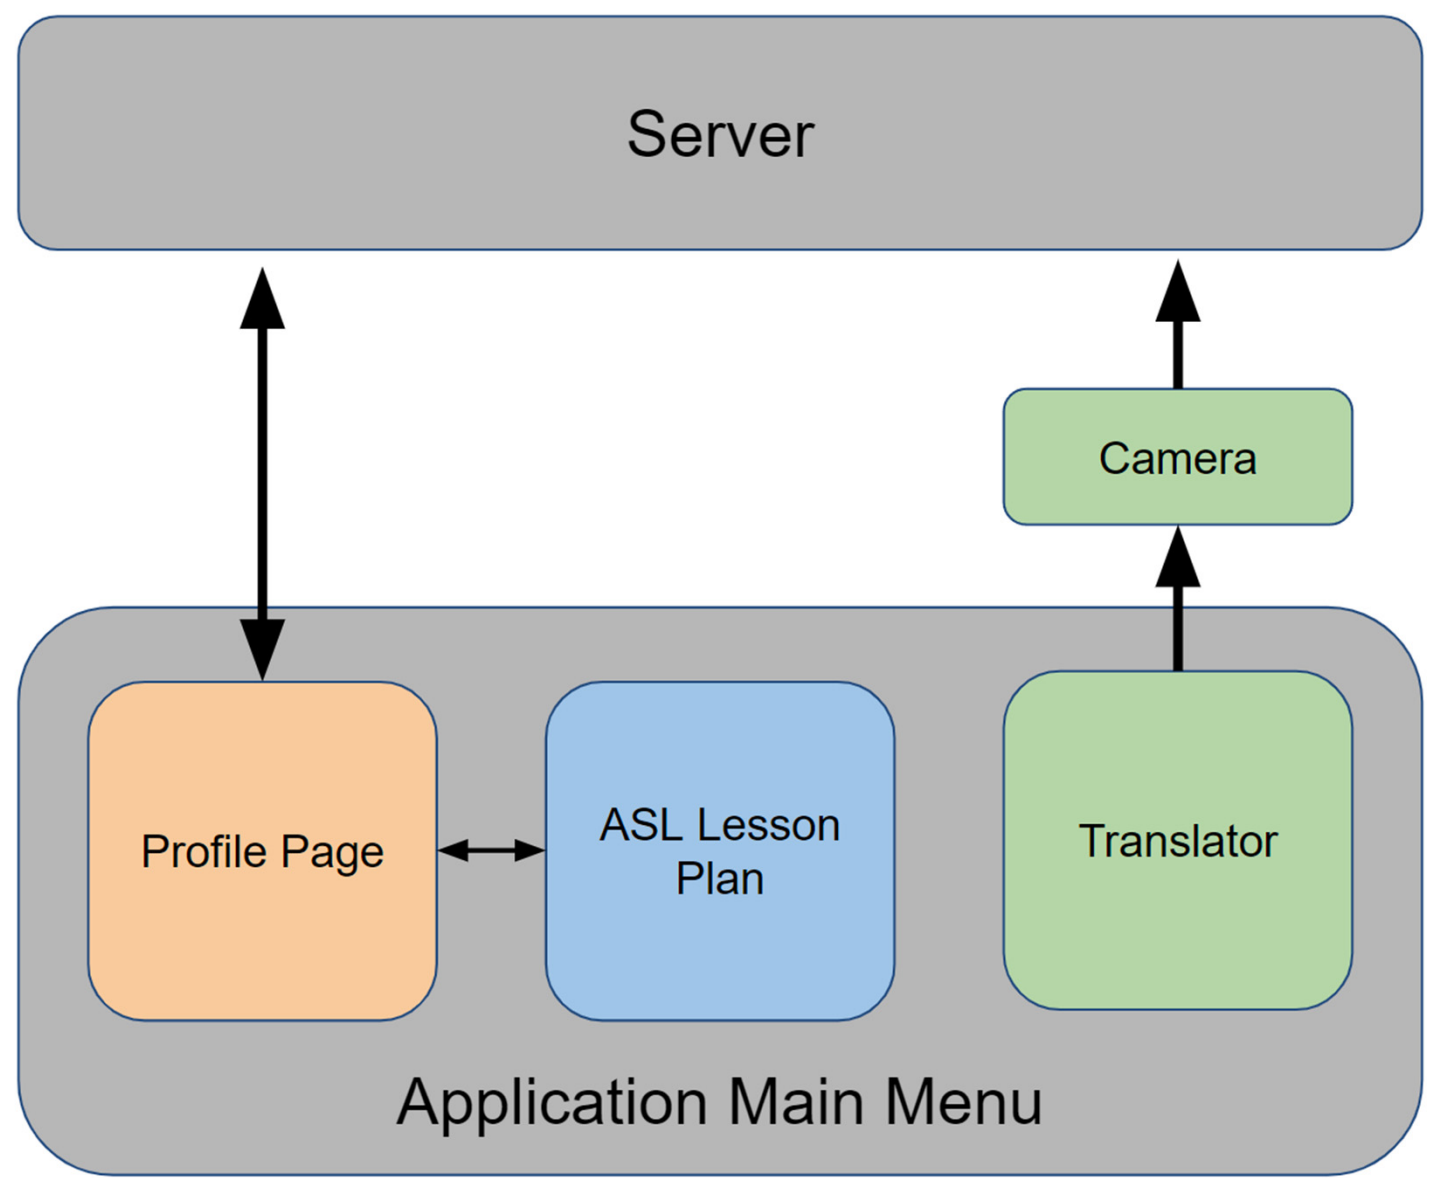 Server
Camera
Profile Page
ASL Lesson
Plan
Translator
Application Main Menu